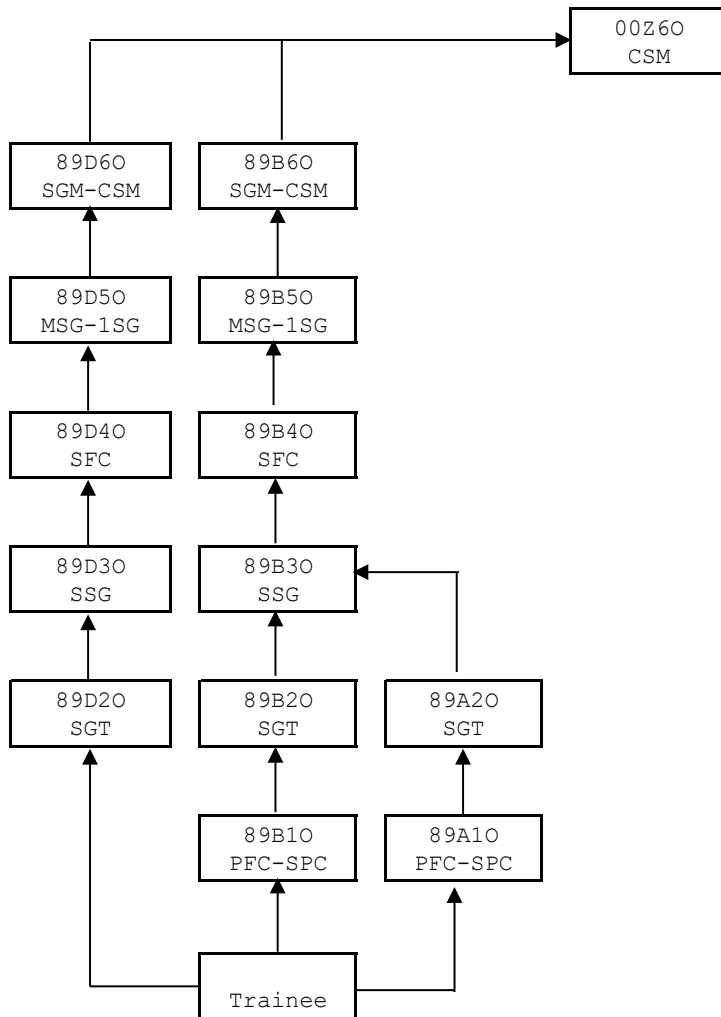 00Z6O
CSM
89D6O
SGM-CSM
89B6O
SGM-CSM
89D5O
MSG-1SG
89B5O
MSG-1SG
89D4O
SFC
89B4O
SFC
89D3O
SSG
89B3O
SSG
89D2O
SGT
89B2O
SGT
89A2O
SGT
89B1O
PFC-SPC
89A1O
PFC-SPC
Trainee